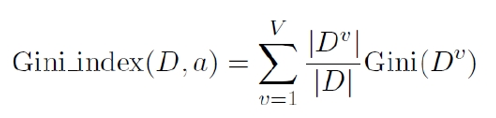 Gini_index(D, a) = \sum_{v=1}^{V} \frac{|D^v|}{|D|} Gini(D^v)